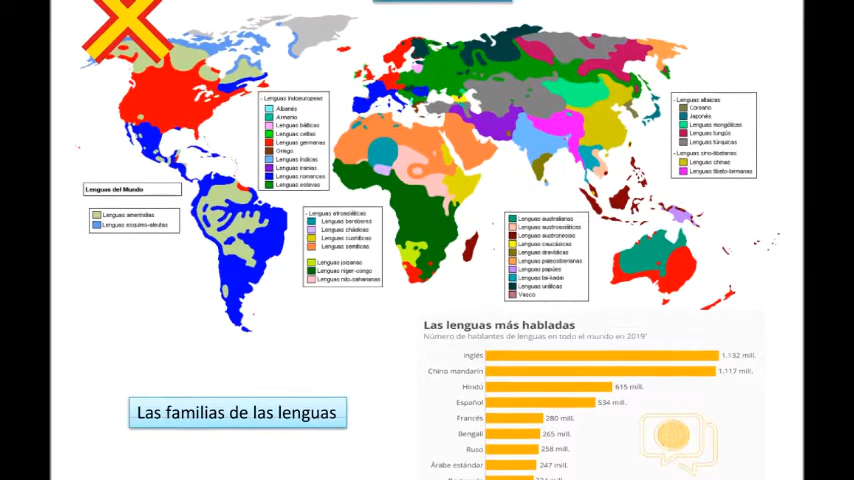 - Lenguas indoeuropeas
Albanés
Armenio
Lenguas bálticas
Lenguas celtas
Lenguas germanas
Griego
Lenguas índicas
Lenguas iranias
Lenguas romances
Lenguas eslavas
- Lenguas altaicas
Coreano
Japonés
Lenguas mongólicas
Lenguas tungús
Lenguas túrquicas
- Lenguas sino-tibetanas
Lenguas chinas
Lenguas tibeto-birmanas
Lenguas del Mundo
Lenguas amerindias
Lenguas esquimo-aleutas
- Lenguas afroasiáticas
Lenguas bereberes
Lenguas chádicas
Lenguas cusníticas
Lenguas semíticas
Lenguas joisanas
Lenguas níger-congo
Lenguas nilo-saharianas
Lenguas australianas
Lenguas austroasiáticas
Lenguas austronesias
Lenguas caucásicas
Lenguas dravídicas
Lenguas paleosiberianas
Lenguas papúes
Lenguas tai-kadai
Lenguas urálicas
Vasco
Las lenguas más habladas
Número de hablantes de lenguas en todo el mundo en 2019*
Inglés 1.132 mill.
Chino mandarín 1.117 mill.
Hindú 615 mill.
Español 534 mill.
Francés 280 mill.
Bengalí 265 mill.
Ruso 258 mill.
Árabe estándar 247 mill.
Las familias de las lenguas